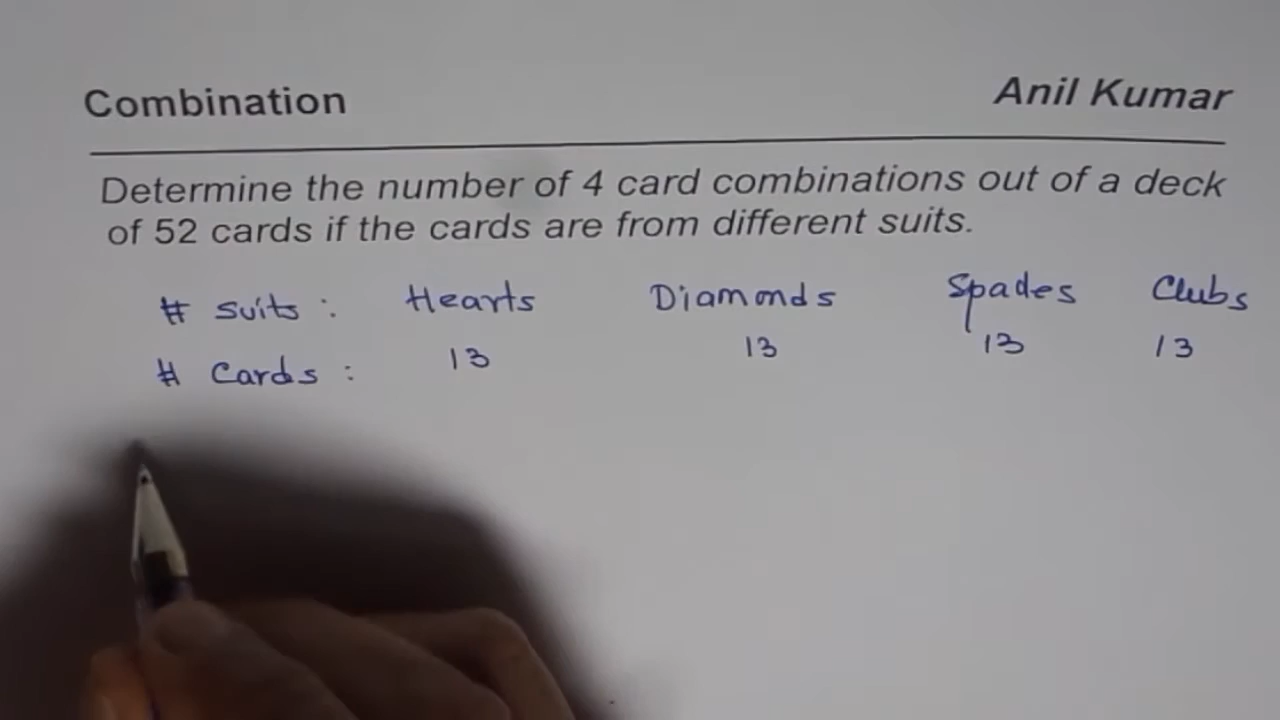 Combination Anil Kumar
Determine the number of 4 card combinations out of a deck
of 52 cards if the cards are from different suits.
# suits : Hearts Diamonds Spades Clubs
# Cards : 13 13 13 13